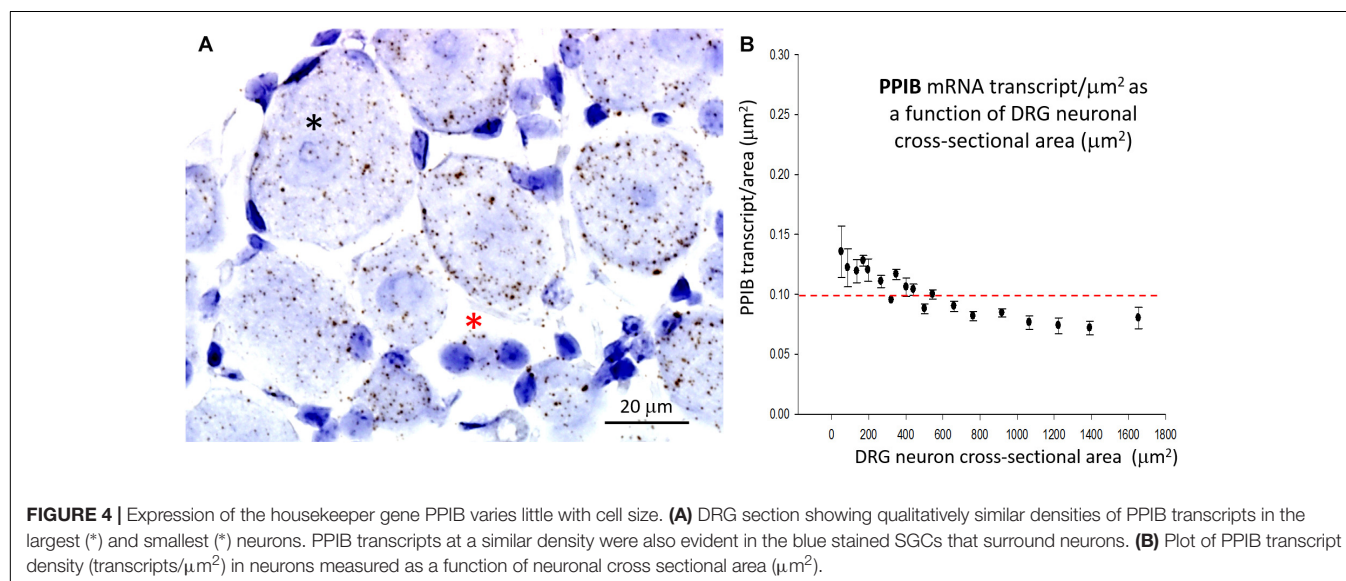 A
*
*
20 μm
B
PPIB mRNA transcript/μm² as
a function of DRG neuronal
cross-sectional area (μm²)
PPIB transcript/area (μm²)
0.30
0.25
0.20
0.15
0.10
0.05
0.00
0 200 400 600 800 1000 1200 1400 1600 1800
DRG neuron cross-sectional area (μm²)
FIGURE 4 | Expression of the housekeeper gene PPIB varies little with cell size. (A) DRG section showing qualitatively similar densities of PPIB transcripts in the
largest (*) and smallest (*) neurons. PPIB transcripts at a similar density were also evident in the blue stained SGCs that surround neurons. (B) Plot of PPIB transcript
density (transcripts/μm²) in neurons measured as a function of neuronal cross sectional area (μm²).